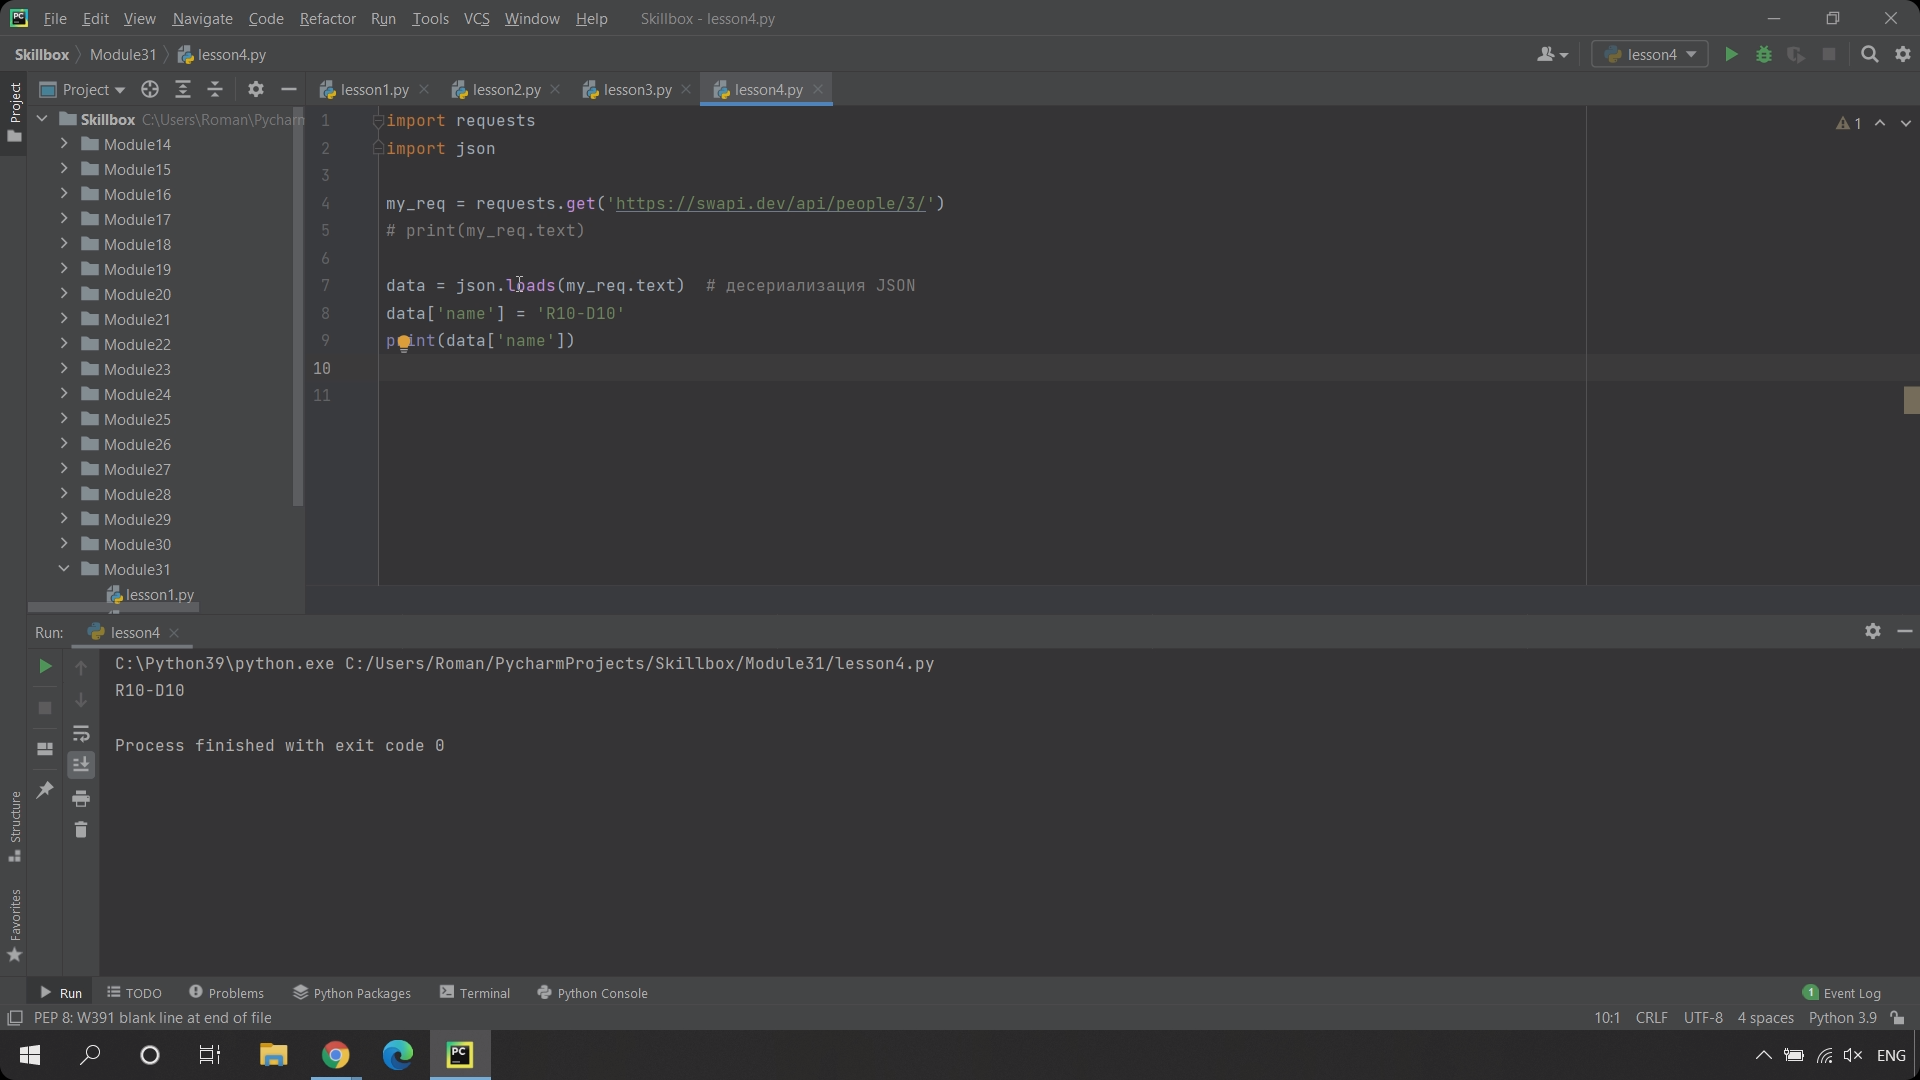 File Edit View Navigate Code Refactor Run Tools VCS Window Help Skillbox - lesson4.py
Skillbox Module31 lesson4.py lesson4
Project lesson1.py lesson2.py lesson3.py lesson4.py
Project
Skillbox C:\Users\Roman\Pycharm
Module14
Module15
Module16
Module17
Module18
Module19
Module20
Module21
Module22
Module23
Module24
Module25
Module26
Module27
Module28
Module29
Module30
Module31
lesson1.py
1 import requests
2 import json
3
4 my_req = requests.get('https://swapi.dev/api/people/3/')
5 # print(my_req.text)
6
7 data = json.loads(my_req.text)  # десериализация JSON
8 data['name'] = 'R10-D10'
9 print(data['name'])
10
11
1
Run: lesson4
C:\Python39\python.exe C:/Users/Roman/PycharmProjects/Skillbox/Module31/lesson4.py
R10-D10
Process finished with exit code 0
Structure
Favorites
Run TODO Problems Python Packages Terminal Python Console 1 Event Log
PEP 8: W391 blank line at end of file 10:1 CRLF UTF-8 4 spaces Python 3.9
PC ENG